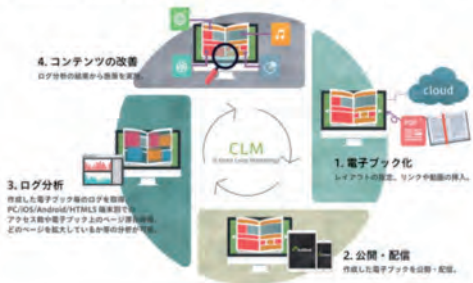 4. コンテンツの改善
ログ分析の結果から施策を実施。
cloud
PDF
CLM
1. 電子ブック化
レイアウトの設定、リンクや動画の挿入。
3. ログ分析
作成した電子ブック毎のログを取得。
PC/iOS/Android/HTML5 端末別での
アクセス数や電子ブック上のページ
どのページを拡大しているか等の分析が可能。
2. 公開・配信
作成した電子ブックを公開・配信。